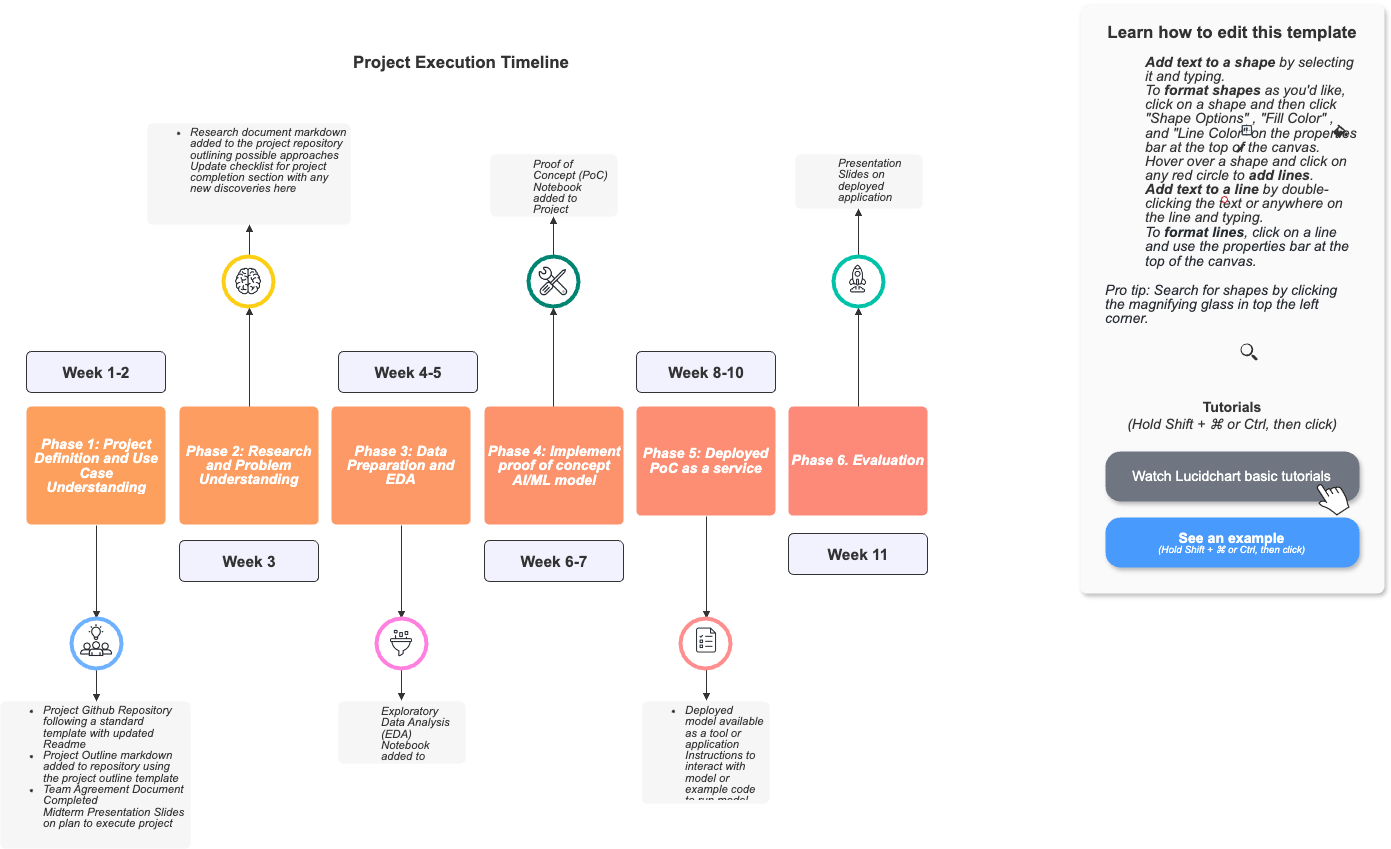 Project Execution Timeline
• Research document markdown
added to the project repository
outlining possible approaches
Update checklist for project
completion section with any
new discoveries here
Proof of
Concept (PoC)
Notebook
added to
Project
Presentation
Slides on
deployed
application
Week 1-2
Week 4-5
Week 8-10
Phase 1: Project
Definition and Use
Case
Understanding
Phase 2: Research
and Problem
Understanding
Phase 3: Data
Preparation and
EDA
Phase 4: Implement
proof of concept
AI/ML model
Phase 5: Deployed
PoC as a service
Phase 6. Evaluation
Week 3
Week 6-7
Week 11
• Project Github Repository
following a standard
template with updated
Readme
• Project Outline markdown
added to repository using
the project outline template
• Team Agreement Document
Completed
Midterm Presentation Slides
on plan to execute project
Exploratory
Data Analysis
(EDA)
Notebook
added to
• Deployed
model available
as a tool or
application
Instructions to
interact with
model or
example code
to run model
Learn how to edit this template
Add text to a shape by selecting
it and typing.
To format shapes as you'd like,
click on a shape and then click
"Shape Options" , "Fill Color" ,
and "Line Color" on the properties
bar at the top of the canvas.
Hover over a shape and click on
any red circle to add lines.
Add text to a line by double-
clicking the text or anywhere on
the line and typing.
To format lines, click on a line
and use the properties bar at the
top of the canvas.
Pro tip: Search for shapes by clicking
the magnifying glass in top the left
corner.
Tutorials
(Hold Shift + ⌘ or Ctrl, then click)
Watch Lucidchart basic tutorials
See an example
(Hold Shift + ⌘ or Ctrl, then click)